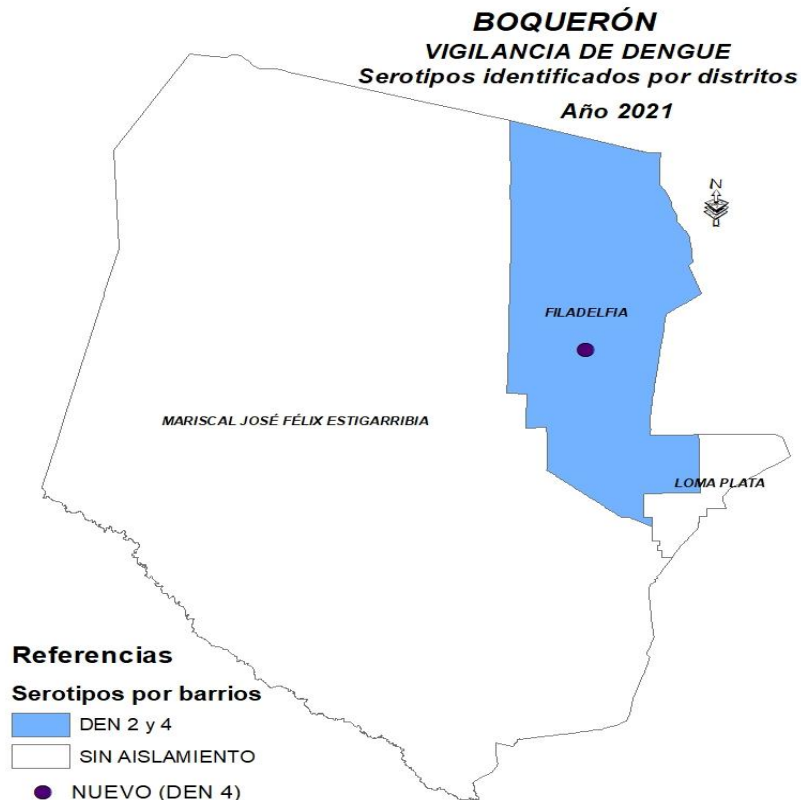 BOQUERÓN
VIGILANCIA DE DENGUE
Serotipos identificados por distritos
Año 2021
N
FILADELFIA
MARISCAL JOSÉ FÉLIX ESTIGARRIBIA
LOMA PLATA
Referencias
Serotipos por barrios
DEN 2 y 4
SIN AISLAMIENTO
NUEVO (DEN 4)